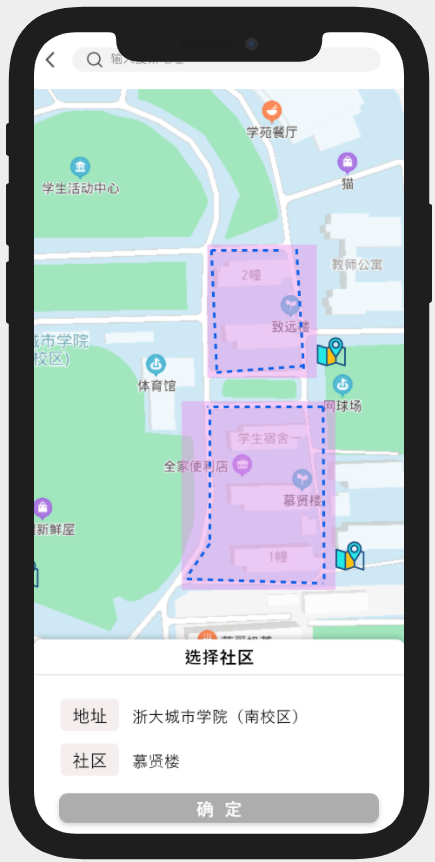 学苑餐厅
猫
学生活动中心
教师公寓
2幢
致远楼
城市学院
校区)
体育馆
网球场
学生宿舍一
全家便利店
慕贤楼
新鲜屋
1幢
选择社区
地址 浙大城市学院（南校区）
社区 慕贤楼
确 定